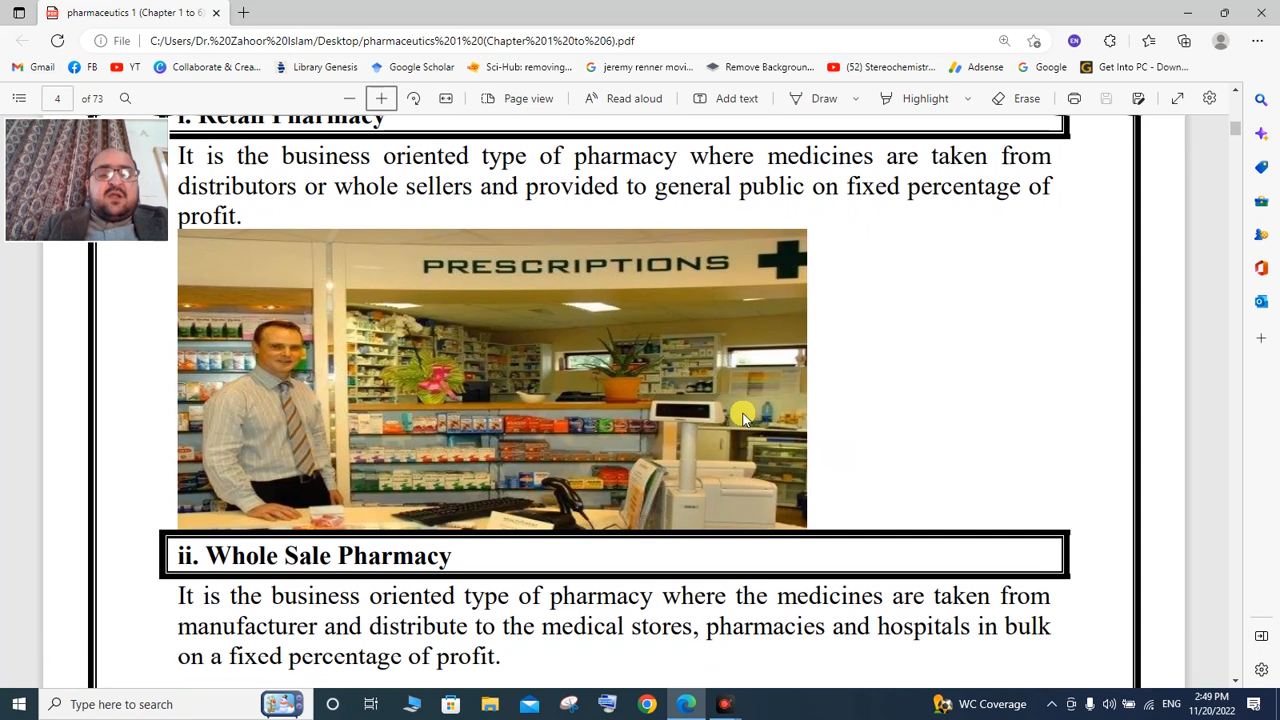 pharmaceutics 1 (Chapter 1 to 6)
File
C:/Users/Dr.%20Zahoor%20Islam/Desktop/pharmaceutics%201%20(Chapter%201%20to%206).pdf
Gmail
FB
YT
Collaborate & Crea...
Library Genesis
Google Scholar
Sci-Hub: removing...
jeremy renner movi...
Remove Backgroun...
(52) Stereochemistr...
Adsense
Google
Get Into PC - Down...
4 of 73
Page view
Read aloud
Add text
Draw
Highlight
Erase
i. Retail Pharmacy
It is the business oriented type of pharmacy where medicines are taken from
distributors or whole sellers and provided to general public on fixed percentage of
profit.
PRESCRIPTIONS
ii. Whole Sale Pharmacy
It is the business oriented type of pharmacy where the medicines are taken from
manufacturer and distribute to the medical stores, pharmacies and hospitals in bulk
on a fixed percentage of profit.
Type here to search
WC Coverage
ENG
2:49 PM
11/20/2022